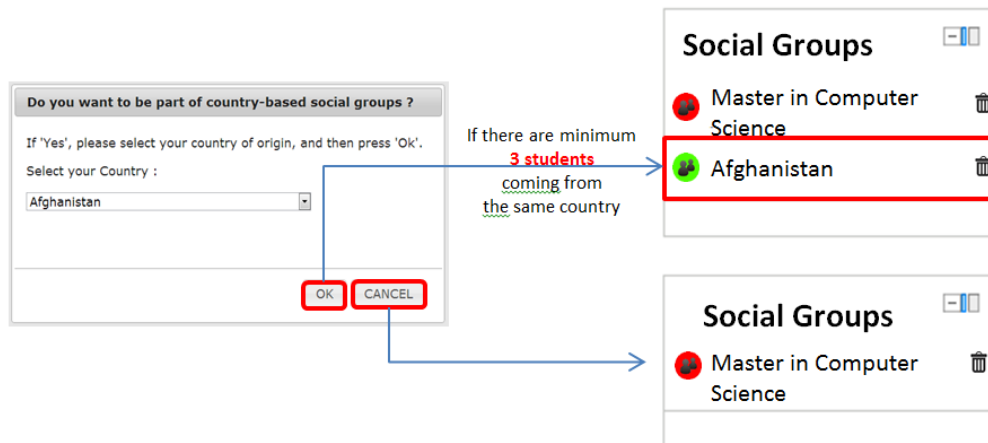 Do you want to be part of country-based social groups ?
If 'Yes', please select your country of origin, and then press 'Ok'.
Select your Country :
Afghanistan
OK
CANCEL
If there are minimum
3 students
coming from
the same country
Social Groups
Master in Computer
Science
Afghanistan
Social Groups
Master in Computer
Science